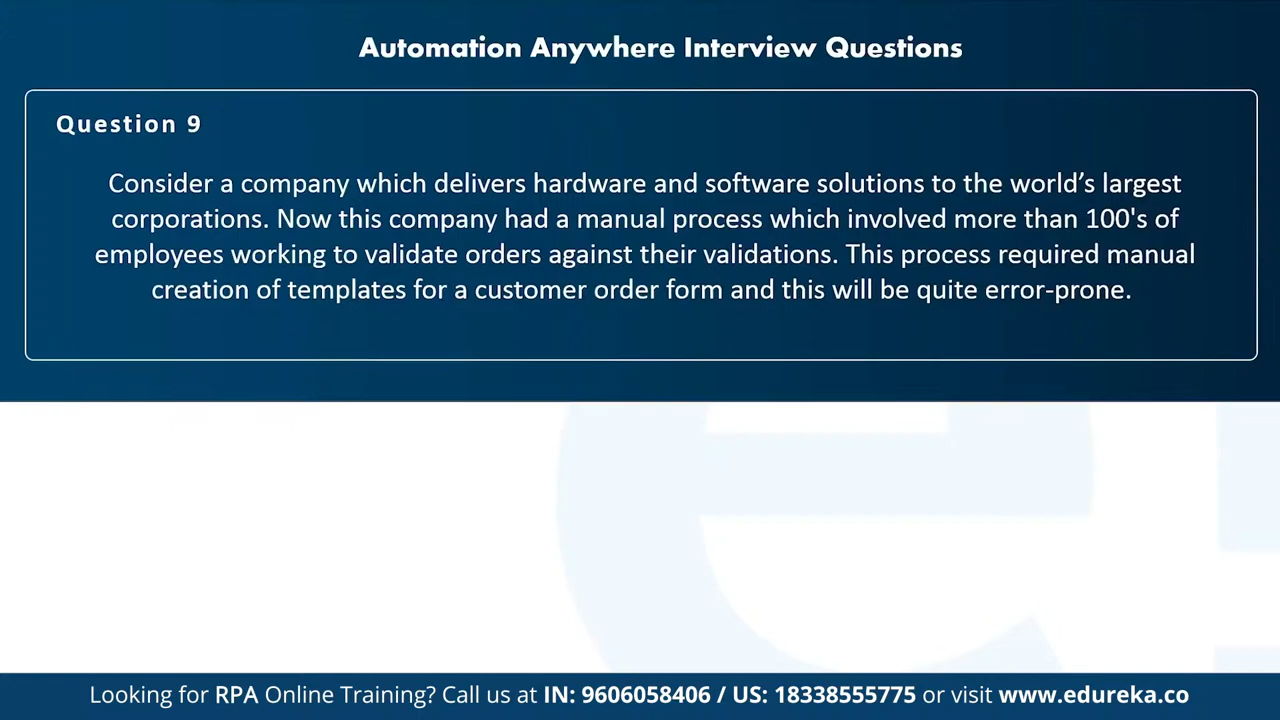 Automation Anywhere Interview Questions
Question 9
Consider a company which delivers hardware and software solutions to the world’s largest
corporations. Now this company had a manual process which involved more than 100's of
employees working to validate orders against their validations. This process required manual
creation of templates for a customer order form and this will be quite error-prone.
Looking for RPA Online Training? Call us at IN: 9606058406 / US: 18338555775 or visit www.edureka.co